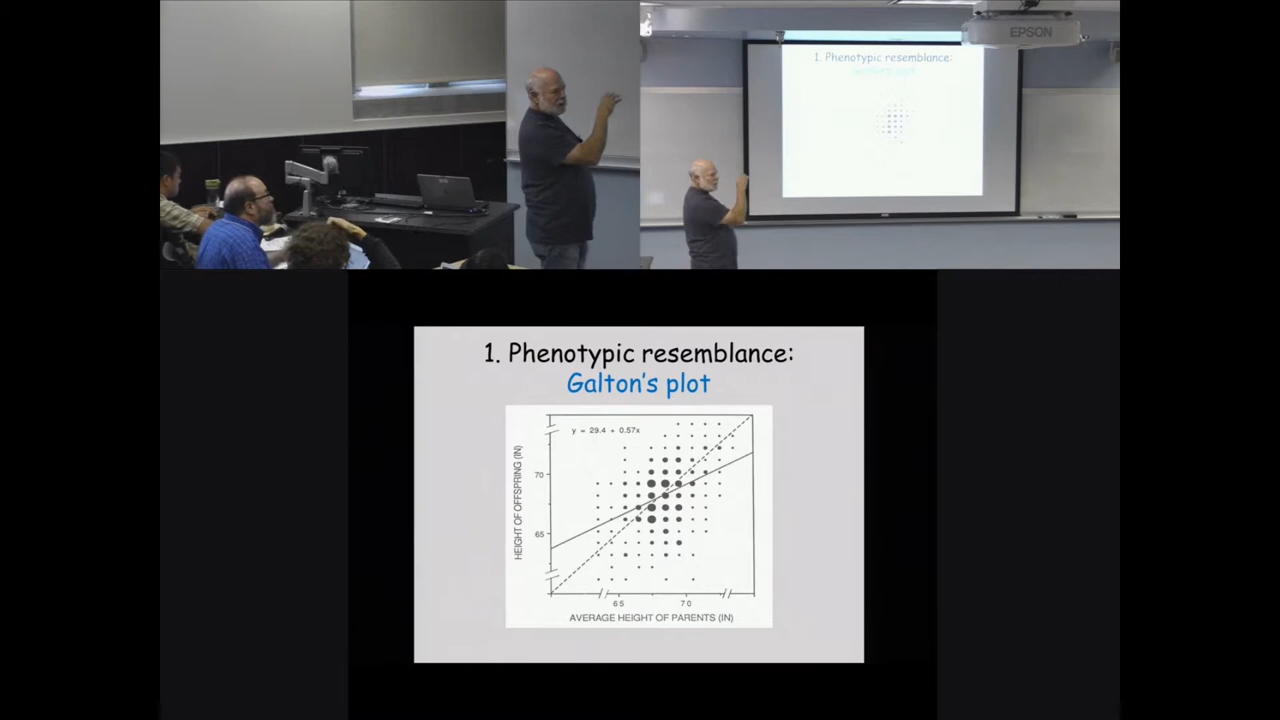 EPSON
1. Phenotypic resemblance:
Galton's plot
1. Phenotypic resemblance:
Galton's plot
y = 29.4 + 0.57x
HEIGHT OF OFFSPRING (IN)
70
65
65
70
AVERAGE HEIGHT OF PARENTS (IN)